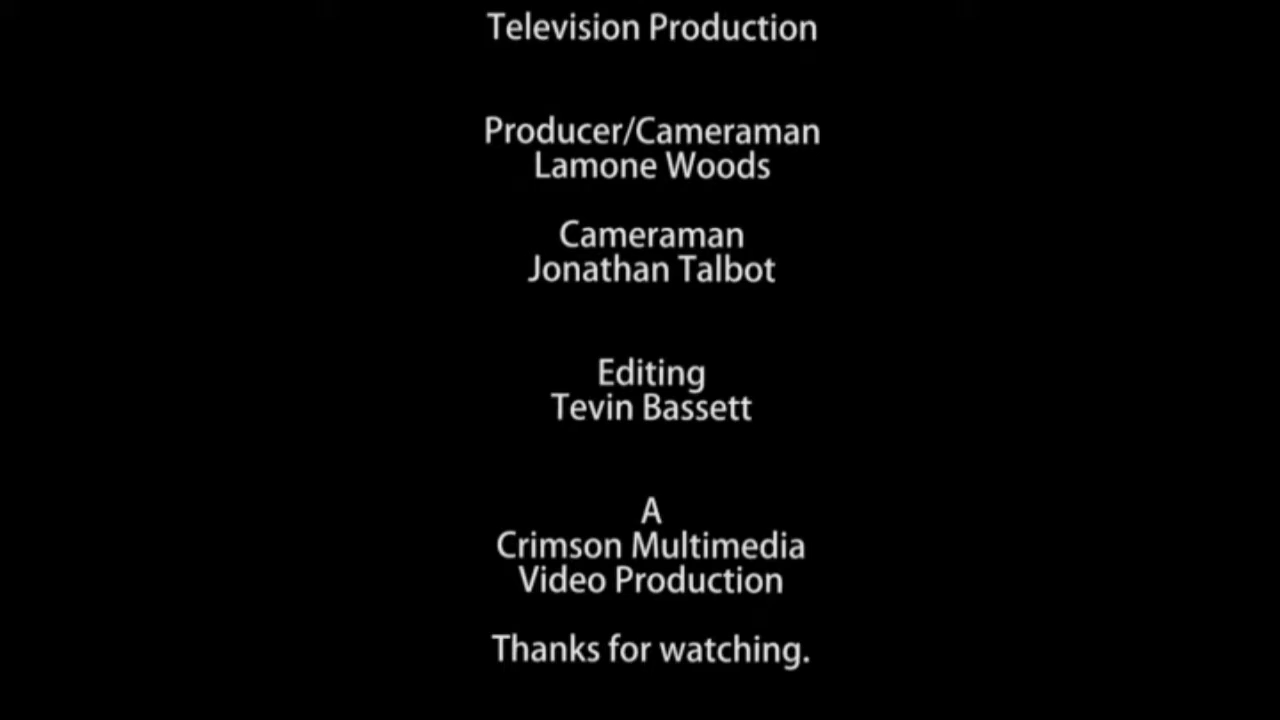 Television Production
Producer/Cameraman
Lamone Woods
Cameraman
Jonathan Talbot
Editing
Tevin Bassett
A
Crimson Multimedia
Video Production
Thanks for watching.